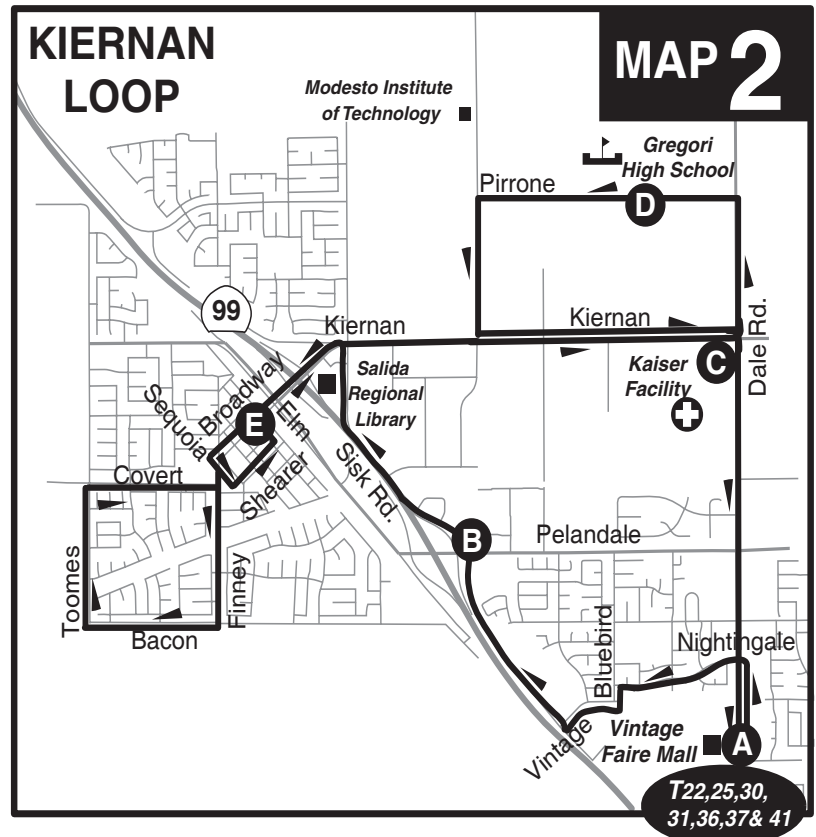 KIERNAN
LOOP
MAP 2
Modesto Institute
of Technology
Gregori
High School
Pirrone
D
99
Kiernan
Kiernan
Dale Rd.
Salida
Regional
Library
Kaiser
Facility
C
Broadway
Sequoia
E
Elm
Shearer
Sisk Rd.
Covert
B
Pelandale
Toomes
Finney
Bacon
Bluebird
Nightingale
Vintage
Vintage
Faire Mall
A
T22,25,30,
31,36,37& 41